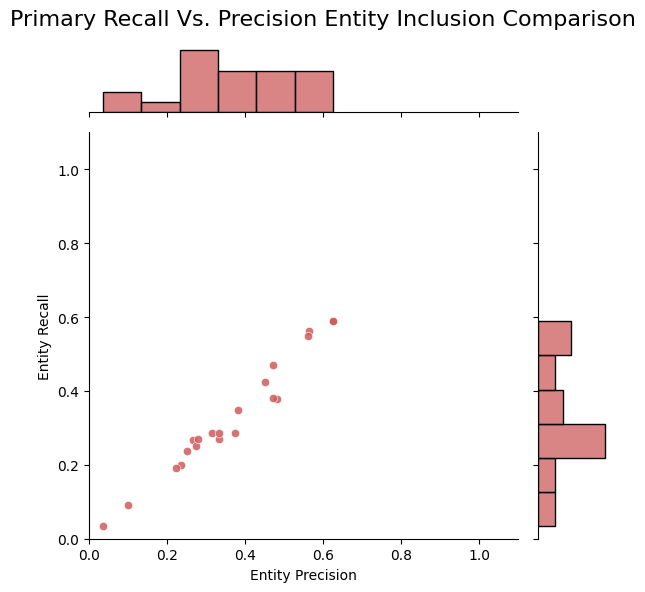 Primary Recall Vs. Precision Entity Inclusion Comparison
1.0
0.8
0.6
0.4
0.2
0.0
Entity Recall
0.0 0.2 0.4 0.6 0.8 1.0
Entity Precision